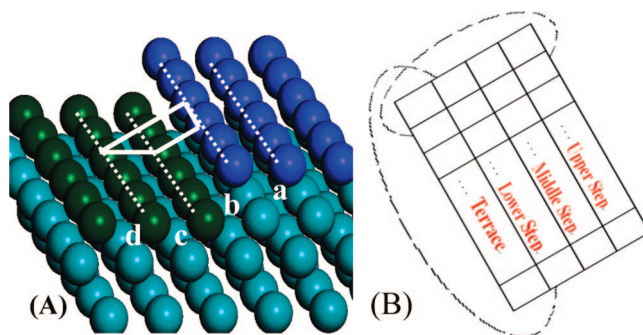 a
b
c
d
(A)
... Upper Step
... Middle Step
... Lower Step
... Terrace
(B)